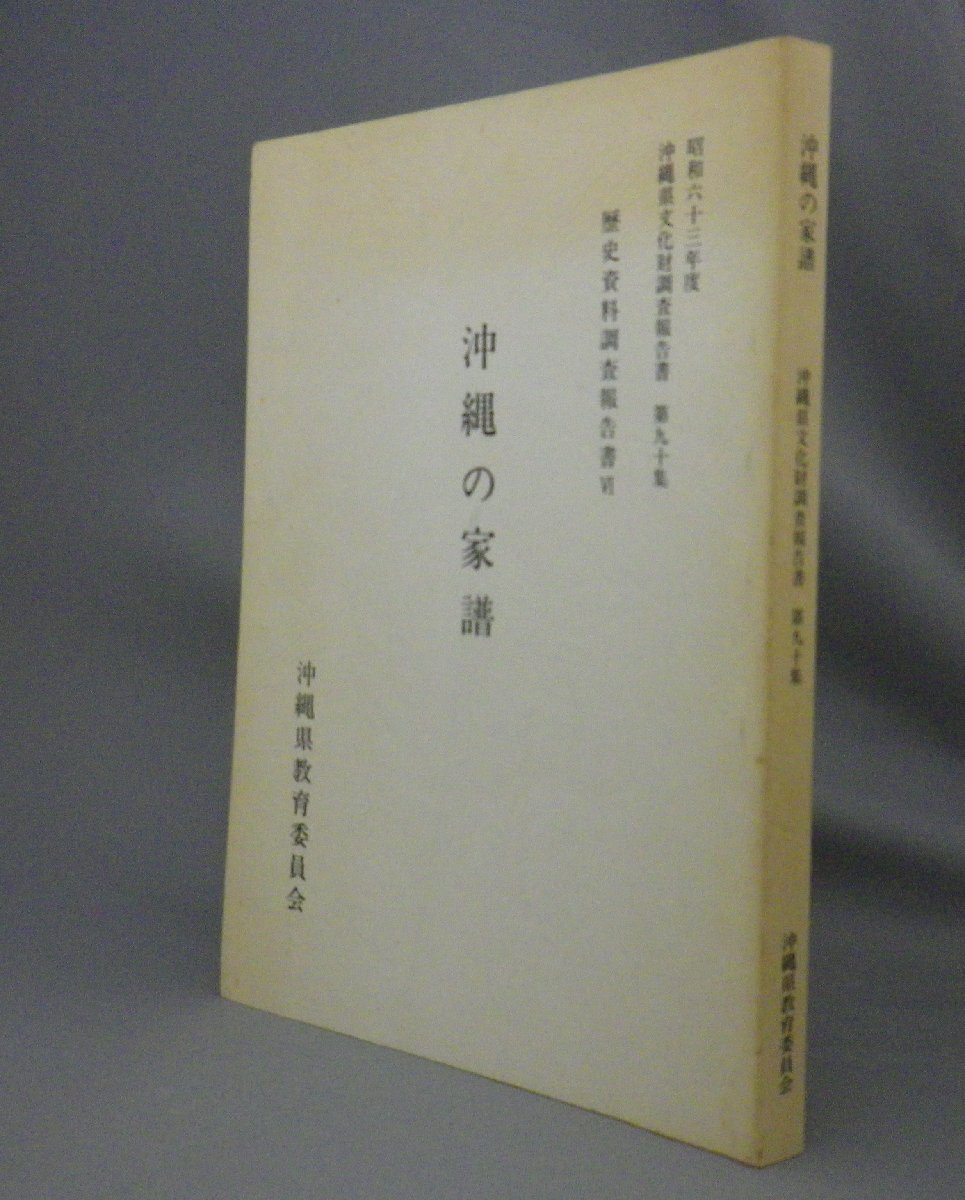 昭和六十三年度
沖縄県文化財調査報告書 第九十集
歴史資料調査報告書Ⅵ
沖縄の家譜
沖縄県教育委員会
沖縄の家譜 沖縄県文化財調査報告書 第九十集 沖縄県教育委員会